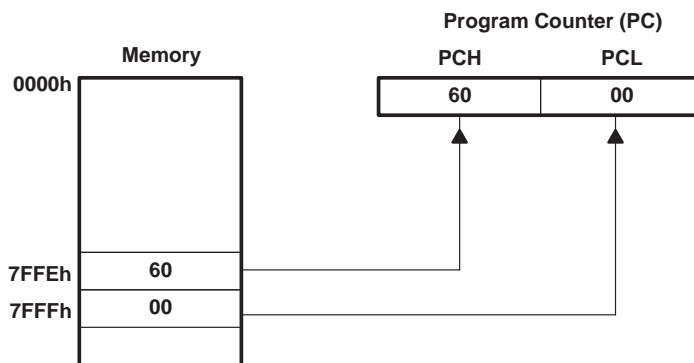 Program Counter (PC)
Memory
PCH
PCL
0000h
60
00
7FFEh
60
7FFFh
00